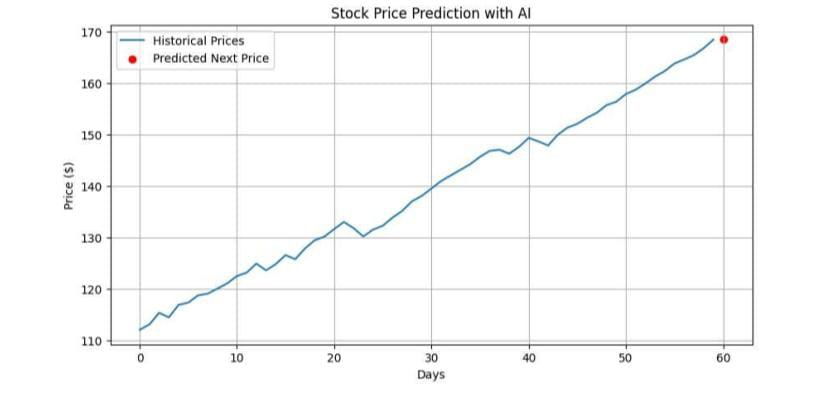 Stock Price Prediction with AI
Historical Prices
Predicted Next Price
170
160
150
140
130
120
110
Price ($)
0 10 20 30 40 50 60
Days